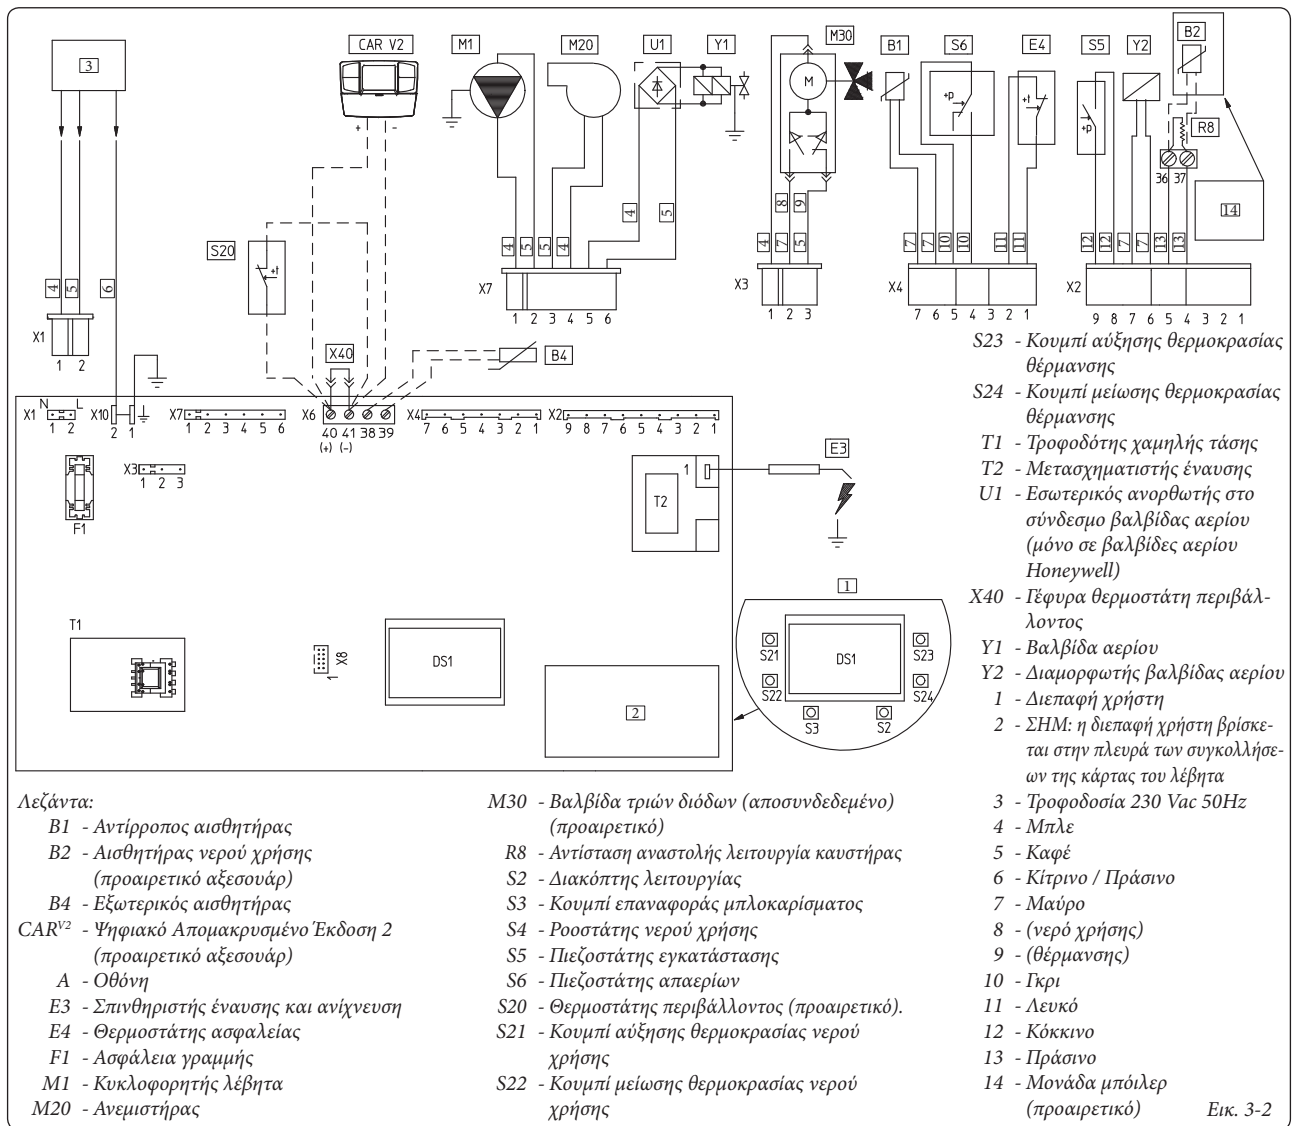 3
CAR V2
M1
M20
U1
Y1
M30
B1
S6
E4
S5
Y2
B2
+ -
M
+p
+t
+p
R8
36 37
14
S20
+t
4 5 6
4 5
8 9
4 5 5 4
4 7 5
7 7 10 10 11 11
12 12 7 7 13 13
X1
1 2
X7
1 2 3 4 5 6
X3
1 2 3
X4
7 6 5 4 3 2 1
X2
9 8 7 6 5 4 3 2 1
X40
B4
X1 N L
1 2
X10
2 1
X7
1 2 3 4 5 6
X6
40 41 38 39
(+) (-)
X4
7 6 5 4 3 2 1
X2
9 8 7 6 5 4 3 2 1
F1
X3
1 2 3
T2
1
E3
T1
X8
1
DS1
2
1
S21
S22
DS1
S23
S24
S3
S2
S23 - Κουμπί αύξησης θερμοκρασίας
θέρμανσης
S24 - Κουμπί μείωσης θερμοκρασίας
θέρμανσης
T1 - Τροφοδότης χαμηλής τάσης
T2 - Μετασχηματιστής έναυσης
U1 - Εσωτερικός ανορθωτής στο
σύνδεσμο βαλβίδας αερίου
(μόνο σε βαλβίδες αερίου
Honeywell)
X40 - Γέφυρα θερμοστάτη περιβάλ-
λοντος
Y1 - Βαλβίδα αερίου
Y2 - Διαμορφωτής βαλβίδας αερίου
1 - Διεπαφή χρήστη
2 - ΣΗΜ: η διεπαφή χρήστη βρίσκε-
ται στην πλευρά των συγκολλήσε-
ων της κάρτας του λέβητα
3 - Τροφοδοσία 230 Vac 50Hz
4 - Μπλε
5 - Καφέ
6 - Κίτρινο / Πράσινο
7 - Μαύρο
8 - (νερό χρήσης)
9 - (θέρμανσης)
10 - Γκρι
11 - Λευκό
12 - Κόκκινο
13 - Πράσινο
14 - Μονάδα μπόιλερ
(προαιρετικό)
Λεζάντα:
B1 - Αντίρροπος αισθητήρας
B2 - Αισθητήρας νερού χρήσης
(προαιρετικό αξεσουάρ)
B4 - Εξωτερικός αισθητήρας
CARV2 - Ψηφιακό Απομακρυσμένο Έκδοση 2
(προαιρετικό αξεσουάρ)
A - Οθόνη
E3 - Σπινθηριστής έναυσης και ανίχνευση
E4 - Θερμοστάτης ασφαλείας
F1 - Ασφάλεια γραμμής
M1 - Κυκλοφορητής λέβητα
M20 - Ανεμιστήρας
M30 - Βαλβίδα τριών διόδων (αποσυνδεδεμένο)
(προαιρετικό)
R8 - Αντίσταση αναστολής λειτουργία καυστήρας
S2 - Διακόπτης λειτουργίας
S3 - Κουμπί επαναφοράς μπλοκαρίσματος
S4 - Ροοστάτης νερού χρήσης
S5 - Πιεζοστάτης εγκατάστασης
S6 - Πιεζοστάτης απαερίων
S20 - Θερμοστάτης περιβάλλοντος (προαιρετικό).
S21 - Κουμπί αύξησης θερμοκρασίας νερού
χρήσης
S22 - Κουμπί μείωσης θερμοκρασίας νερού
χρήσης
Εικ. 3-2